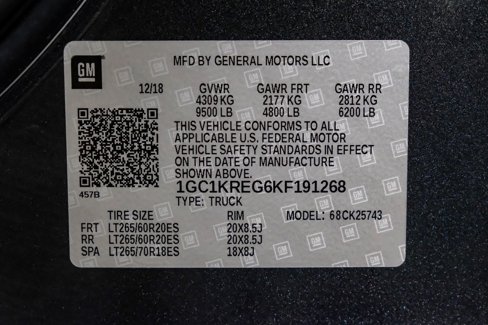 GM
MFD BY GENERAL MOTORS LLC
12/18 GVWR GAWR FRT GAWR RR
4309 KG 2177 KG 2812 KG
9500 LB 4800 LB 6200 LB
THIS VEHICLE CONFORMS TO ALL
APPLICABLE U.S. FEDERAL MOTOR
VEHICLE SAFETY STANDARDS IN EFFECT
ON THE DATE OF MANUFACTURE
SHOWN ABOVE.
457B
1GC1KREG6KF191268
TYPE: TRUCK
TIRE SIZE RIM MODEL: 68CK25743
FRT LT265/60R20ES 20X8.5J
RR LT265/60R20ES 20X8.5J
SPA LT265/70R18ES 18X8J